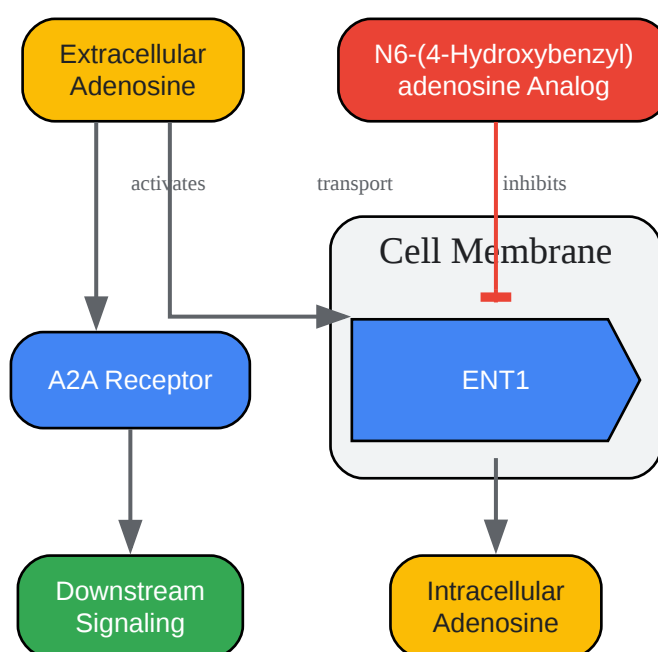 Extracellular
Adenosine
N6-(4-Hydroxybenzyl)
adenosine Analog
activates
transport
inhibits
Cell Membrane
A2A Receptor
ENT1
Downstream
Signaling
Intracellular
Adenosine